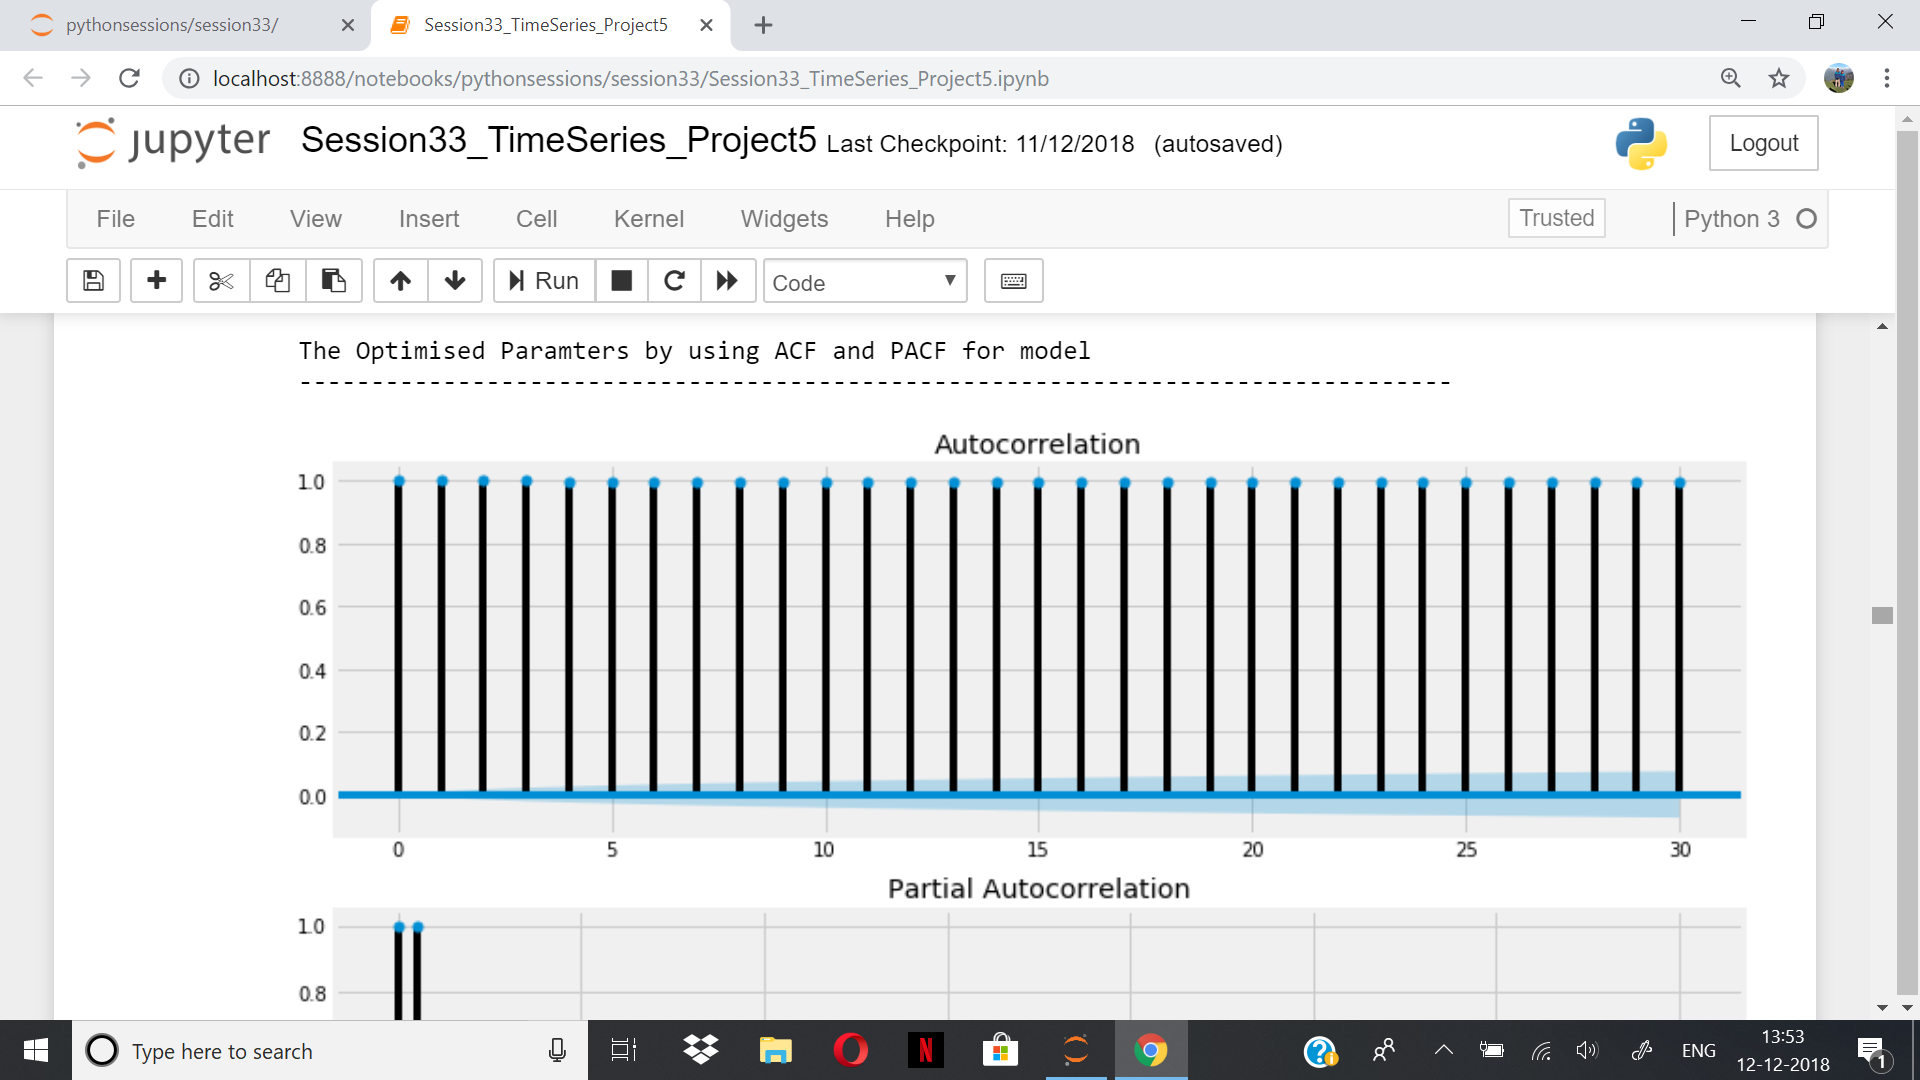 pythonsessions/session33/
Session33_TimeSeries_Project5
localhost:8888/notebooks/pythonsessions/session33/Session33_TimeSeries_Project5.ipynb
jupyter Session33_TimeSeries_Project5 Last Checkpoint: 11/12/2018 (autosaved)
Logout
File Edit View Insert Cell Kernel Widgets Help
Trusted
Python 3
Run
Code
The Optimised Paramters by using ACF and PACF for model
--------------------------------------------------------------------------------
Autocorrelation
1.0
0.8
0.6
0.4
0.2
0.0
0 5 10 15 20 25 30
Partial Autocorrelation
1.0
0.8
Type here to search
N
ENG
13:53
12-12-2018
1